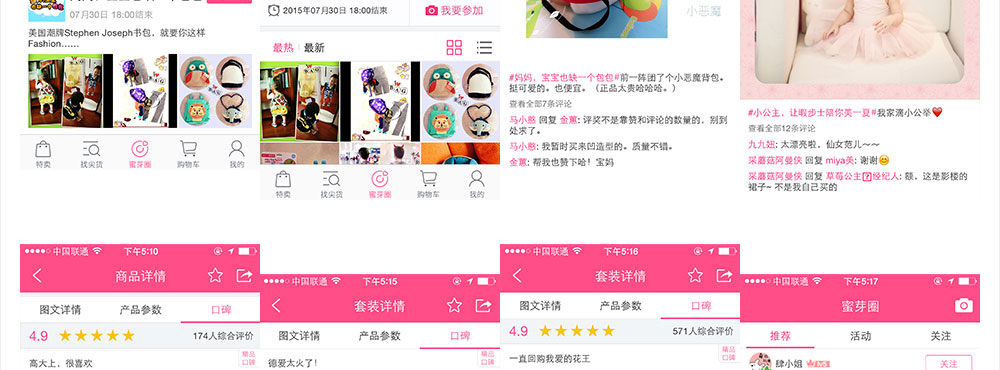 07月30日 18:00结束
美国潮牌Stephen Joseph书包，就要你这样
Fashion……
特卖
找尖货
蜜芽圈
购物车
我的
2015年07月30日 18:00结束
我要参加
最热
最新
特卖
找尖货
蜜芽圈
购物车
我的
小恶魔
#妈妈，宝宝也缺一个包包#前一阵团了个小恶魔背包。
挺可爱的。也便宜。（正品太贵哈哈哈。）
查看全部7条评论
马小憨 回复 金蕙: 评奖不是靠赞和评论的数量的，别到
处求了。
马小憨: 我暂时买来凹造型的。质量不错。
金蕙: 帮我也赞下哈！宝妈
#小公主，让暇步士陪你美一夏#我家滴小公举❤️
查看全部12条评论
九九妞: 太漂亮啦，仙女范儿~~
采蘑菇阿曼侠 回复 miya美: 谢谢😊
采蘑菇阿曼侠 回复 草莓公主?经纪人: 额，这是影楼的
裙子~ 不是我自己买的
中国联通
下午5:10
商品详情
图文详情
产品参数
口碑
4.9
174人综合评价
精品
口碑
高大上，很喜欢
中国联通
下午5:15
套装详情
图文详情
产品参数
口碑
精品
口碑
德爱太火了！
中国联通
下午5:16
套装详情
图文详情
产品参数
口碑
4.9
571人综合评价
精品
口碑
一直回购我爱的花王
中国联通
下午5:17
蜜芽圈
推荐
活动
关注
肆小姐
关注